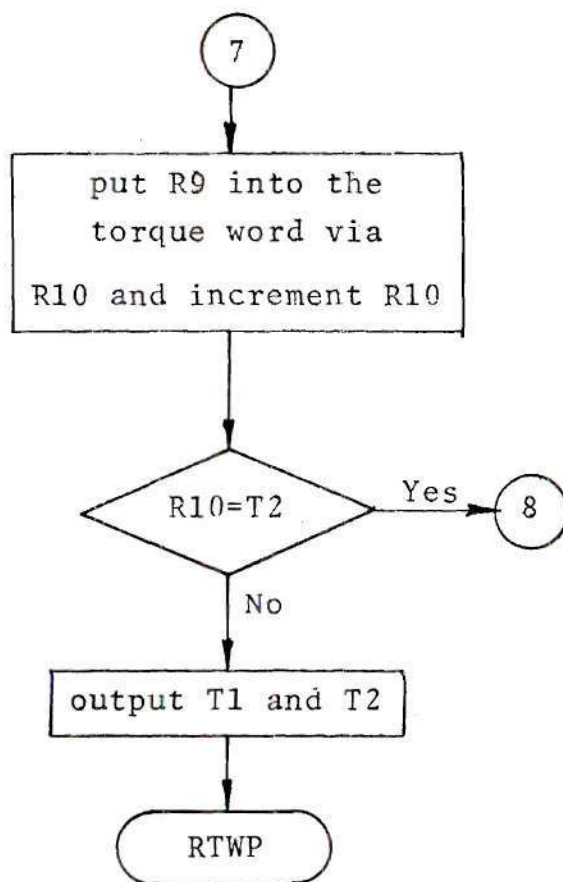 7
put R9 into the
torque word via
R10 and increment R10
R10=T2
Yes
8
No
output T1 and T2
RTWP